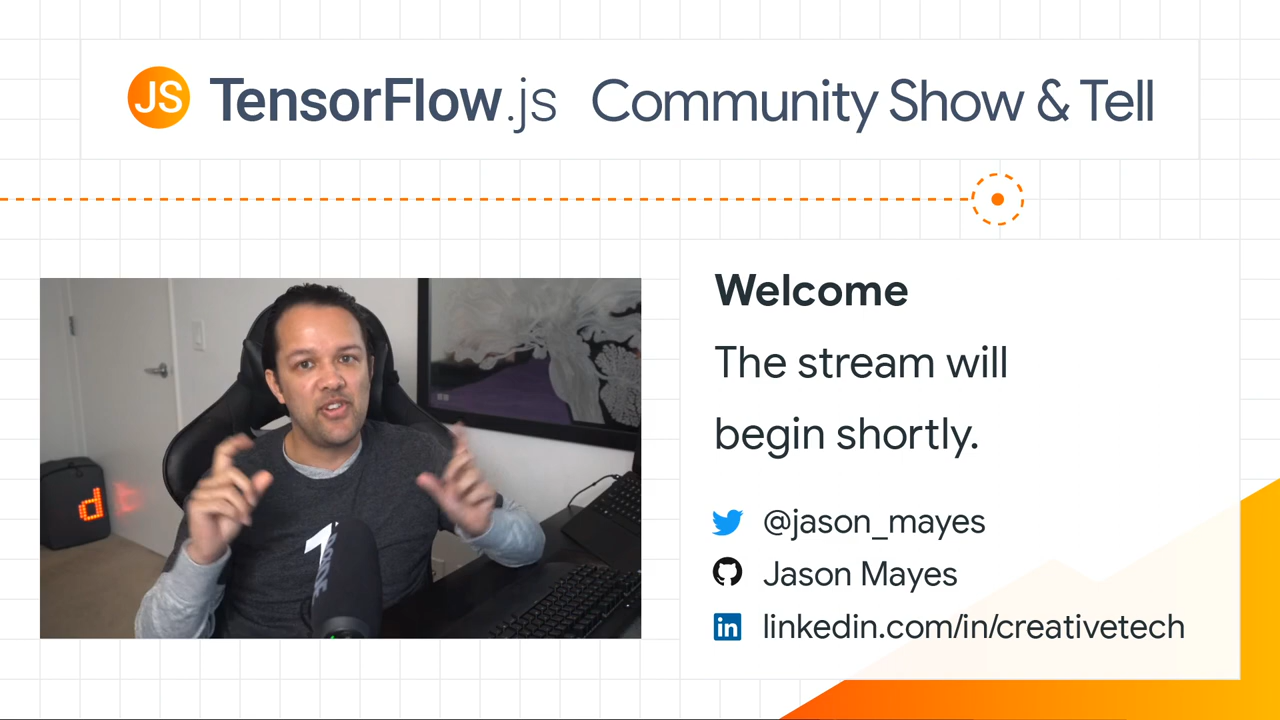 JS TensorFlow.js Community Show & Tell
Welcome
The stream will
begin shortly.
@jason_mayes
Jason Mayes
in linkedin.com/in/creativetech
d